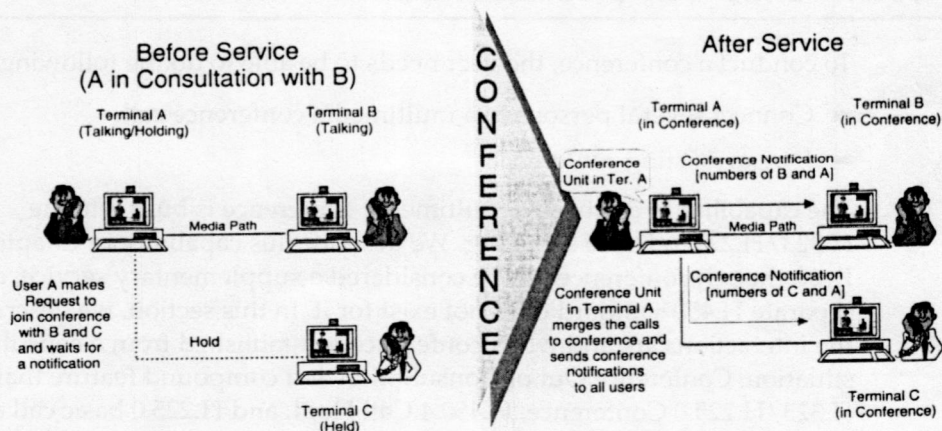 Before Service
(A in Consultation with B)
Terminal A
(Talking/Holding)
Terminal B
(Talking)
Media Path
User A makes
Request to
join conference
with B and C
and waits for
a notification
Hold
Terminal C
(Held)
CONFERENCE
After Service
Terminal A
(in Conference)
Terminal B
(in Conference)
Conference
Unit in Ter. A
Conference Notification
[numbers of B and A]
Media Path
Conference Unit
in Terminal A
merges the calls
to conference and
sends conference
notifications
to all users
Conference Notification
[numbers of C and A]
Terminal C
(in Conference)